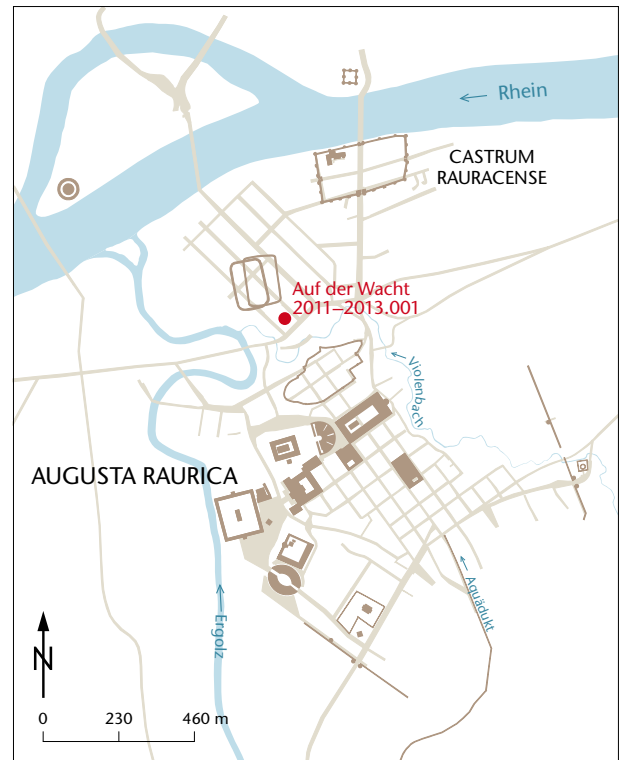 Rhein
CASTRUM
RAURACENSE
Auf der Wacht
2011–2013.001
Violenbach
AUGUSTA RAURICA
Aquädukt
Ergolz
N
0 230 460 m